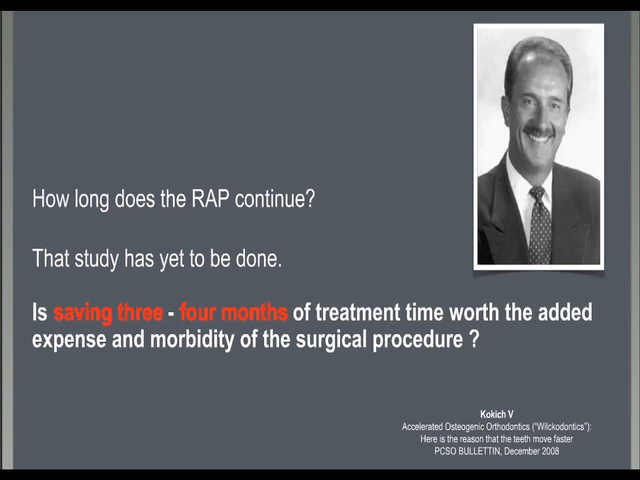 How long does the RAP continue?
That study has yet to be done.
Is saving three - four months of treatment time worth the added
expense and morbidity of the surgical procedure ?
Kokich V
Accelerated Osteogenic Orthodontics ("Wilckodontics"):
Here is the reason that the teeth move faster
PCSO BULLETTIN, December 2008